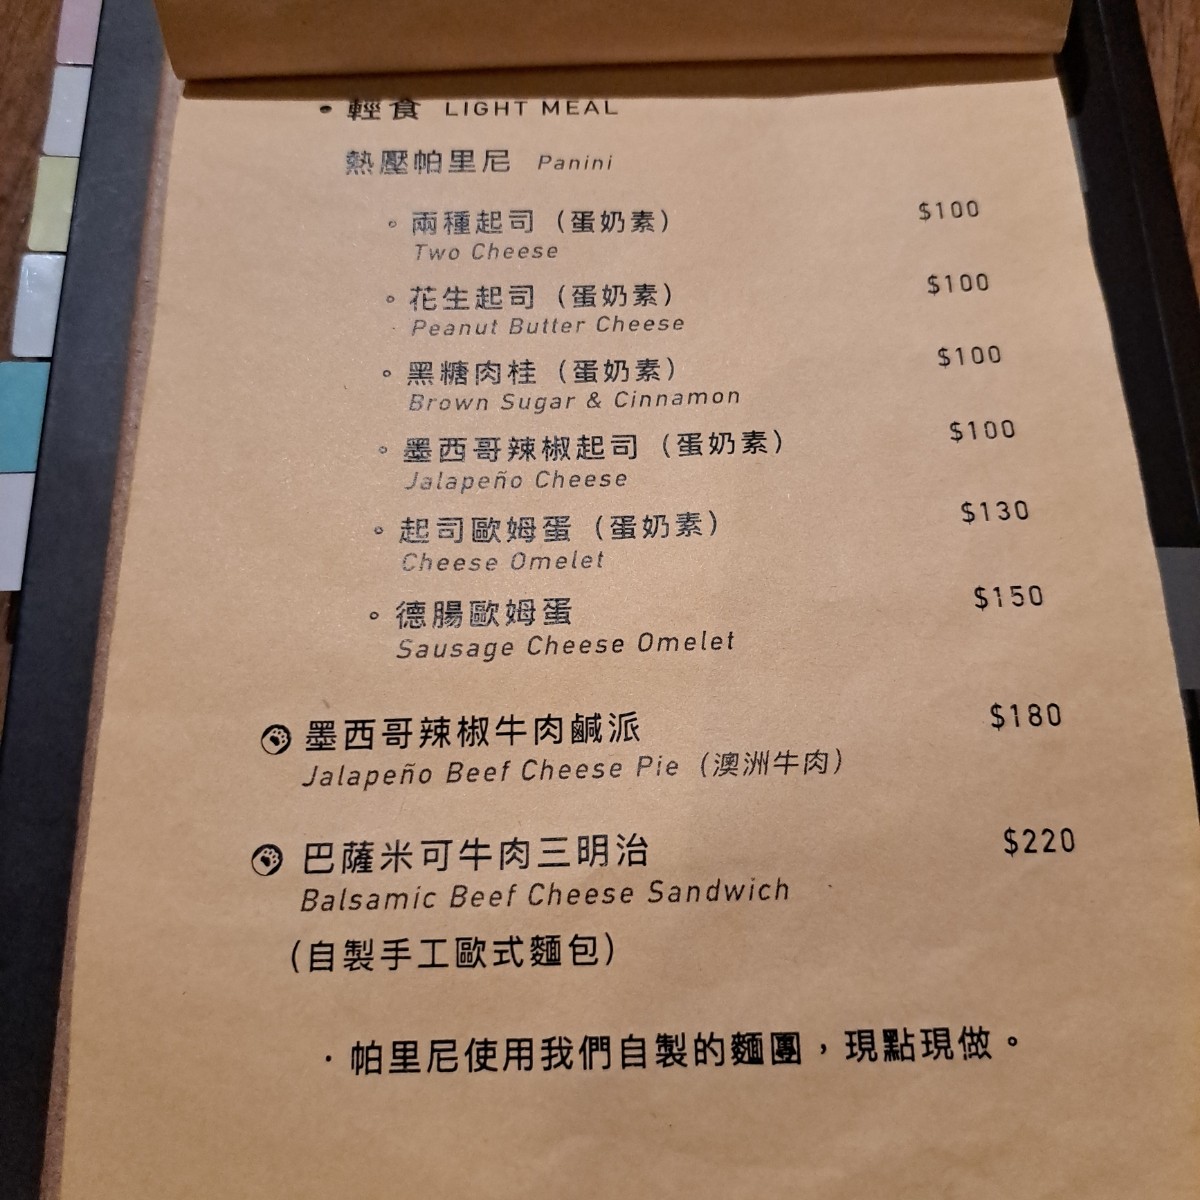 • 輕食 LIGHT MEAL
熱壓帕里尼 Panini
。兩種起司（蛋奶素） $100
Two Cheese
。花生起司（蛋奶素） $100
Peanut Butter Cheese
。黑糖肉桂（蛋奶素） $100
Brown Sugar & Cinnamon
。墨西哥辣椒起司（蛋奶素） $100
Jalapeño Cheese
。起司歐姆蛋（蛋奶素） $130
Cheese Omelet
。德腸歐姆蛋 $150
Sausage Cheese Omelet
墨西哥辣椒牛肉鹹派 $180
Jalapeño Beef Cheese Pie（澳洲牛肉）
巴薩米可牛肉三明治 $220
Balsamic Beef Cheese Sandwich
（自製手工歐式麵包）
・帕里尼使用我們自製的麵團，現點現做。